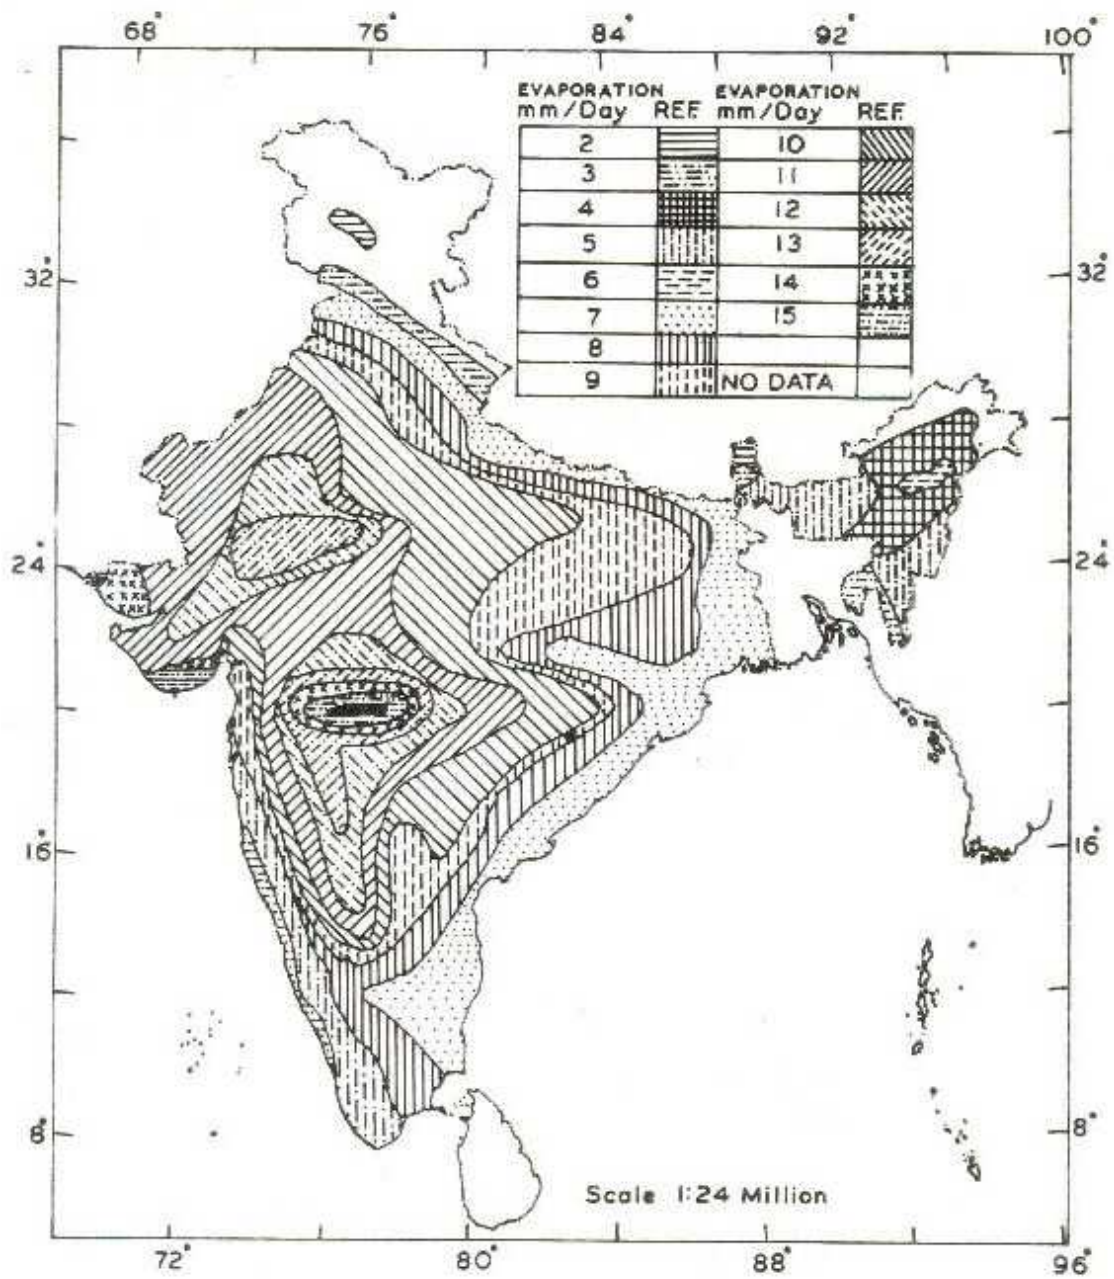 68° 76° 84° 92° 100°
EVAPORATION EVAPORATION
mm/Day REF. mm/Day REF.
2 10
3 11
4 12
5 13
6 14
7 15
8
9 NO DATA
32° 32°
24° 24°
16° 16°
8° 8°
Scale 1:24 Million
72° 80° 88° 96°